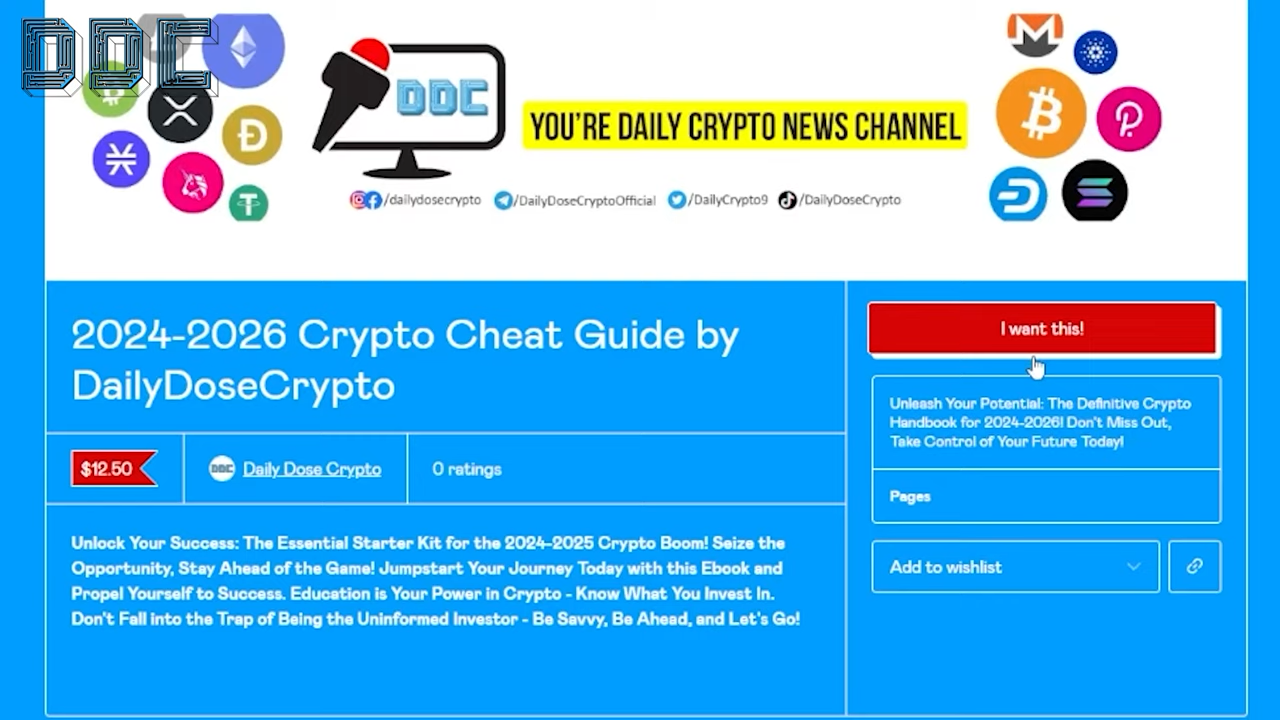 DDC
DDC
YOU'RE DAILY CRYPTO NEWS CHANNEL
/dailydosecrypto /DailyDoseCryptoOfficial /DailyCrypto9 /DailyDoseCrypto
2024-2026 Crypto Cheat Guide by
DailyDoseCrypto
I want this!
Unleash Your Potential: The Definitive Crypto
Handbook for 2024-2026! Don't Miss Out,
Take Control of Your Future Today!
$12.50
DDC Daily Dose Crypto
0 ratings
Pages
Unlock Your Success: The Essential Starter Kit for the 2024-2025 Crypto Boom! Seize the
Opportunity, Stay Ahead of the Game! Jumpstart Your Journey Today with this Ebook and
Propel Yourself to Success. Education is Your Power in Crypto - Know What You Invest In.
Don't Fall into the Trap of Being the Uninformed Investor - Be Savvy, Be Ahead, and Let's Go!
Add to wishlist